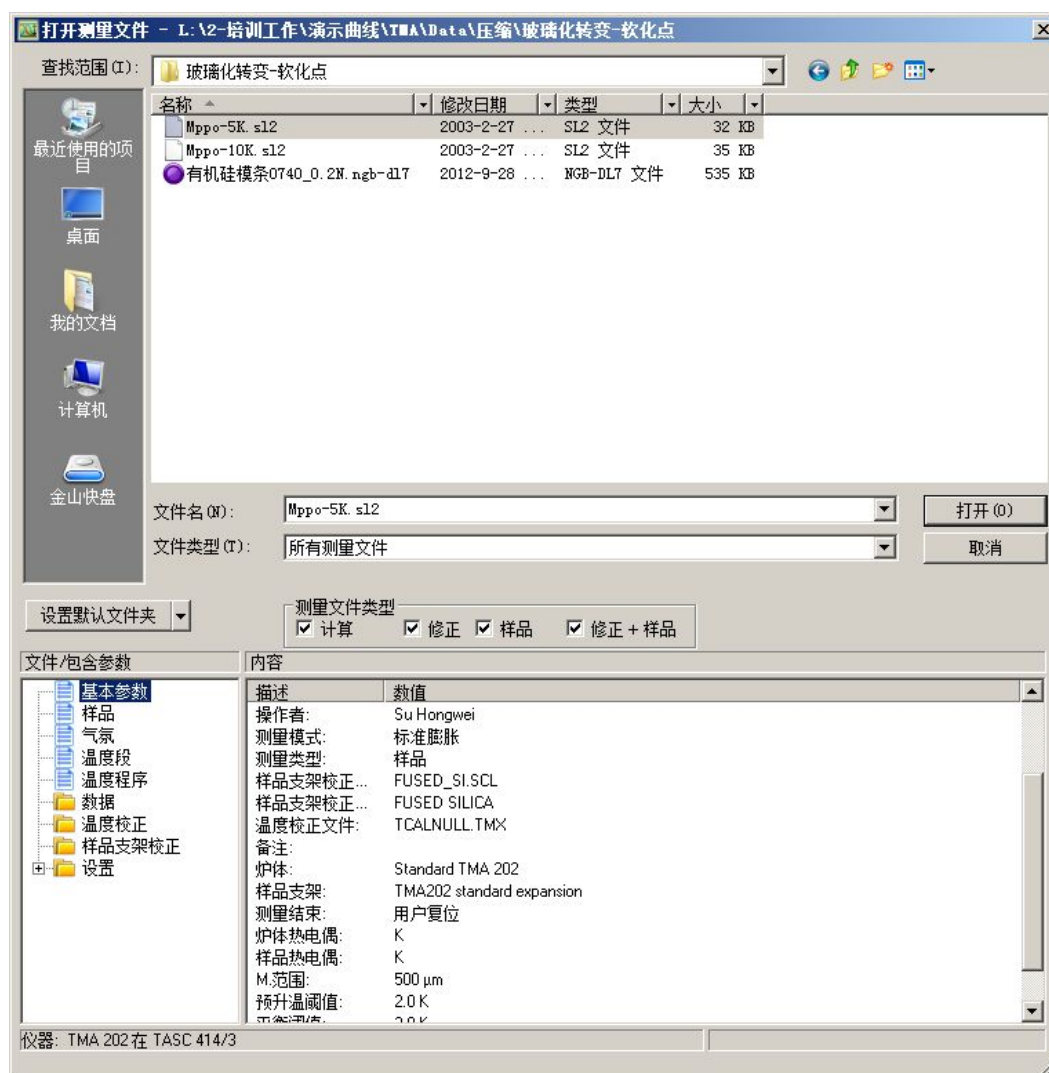 打开测量文件 - L:\2-培训工作\演示曲线\TMA\Data\压缩\玻璃化转变-软化点
查找范围(I): 玻璃化转变-软化点
名称 修改日期 类型 大小
Mppo-5K.sl2 2003-2-27 ... SL2 文件 32 KB
Mppo-10K.sl2 2003-2-27 ... SL2 文件 35 KB
有机硅模条0740_0.2N.ngb-dl7 2012-9-28 ... NGB-DL7 文件 535 KB
最近使用的项
目
桌面
我的文档
计算机
金山快盘
文件名(N): Mppo-5K.sl2 打开(O)
文件类型(T): 所有测量文件 取消
设置默认文件夹
测量文件类型
计算 修正 样品 修正 + 样品
文件/包含参数
基本参数
样品
气氛
温度段
温度程序
数据
温度校正
样品支架校正
设置
内容
描述 数值
操作者: Su Hongwei
测量模式: 标准膨胀
测量类型: 样品
样品支架校正... FUSED_SI.SCL
样品支架校正... FUSED SILICA
温度校正文件: TCALNULL.TMX
备注:
炉体: Standard TMA 202
样品支架: TMA202 standard expansion
测量结束: 用户复位
炉体热电偶: K
样品热电偶: K
M.范围: 500 µm
预升温阈值: 2.0 K
仪器: TMA 202 在 TASC 414/3